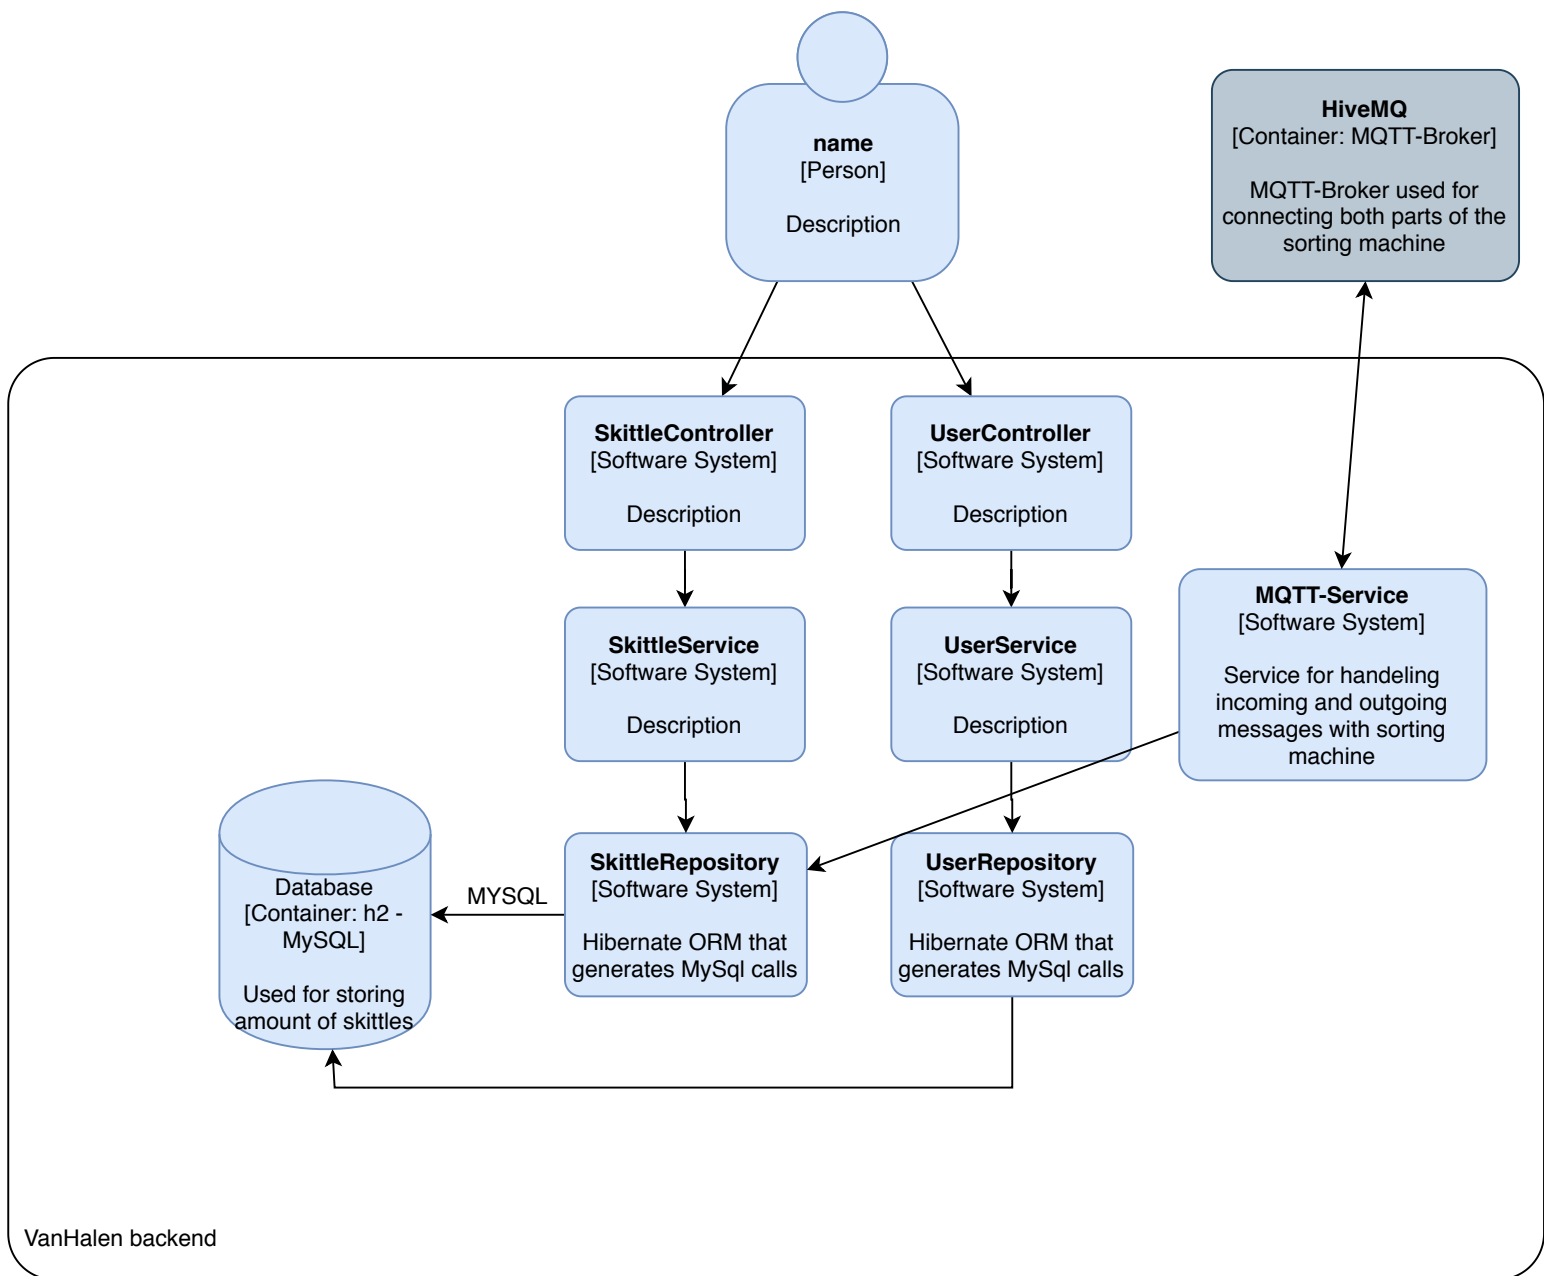 name
[Person]
Description
HiveMQ
[Container: MQTT-Broker]
MQTT-Broker used for
connecting both parts of the
sorting machine
SkittleController
[Software System]
Description
UserController
[Software System]
Description
SkittleService
[Software System]
Description
UserService
[Software System]
Description
MQTT-Service
[Software System]
Service for handeling
incoming and outgoing
messages with sorting
machine
Database
[Container: h2 -
MySQL]
Used for storing
amount of skittles
MYSQL
SkittleRepository
[Software System]
Hibernate ORM that
generates MySql calls
UserRepository
[Software System]
Hibernate ORM that
generates MySql calls
VanHalen backend